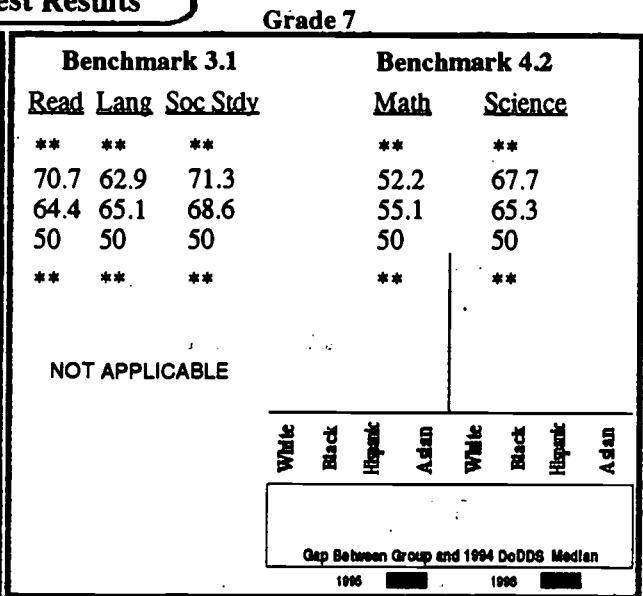 est Results
Grade 7
Benchmark 3.1 Benchmark 4.2
Read Lang Soc Stdy Math Science
** ** ** ** **
70.7 62.9 71.3 52.2 67.7
64.4 65.1 68.6 55.1 65.3
50 50 50 50 50
** ** ** ** **
NOT APPLICABLE
White Black Hispanic Asian White Black Hispanic Asian
Gap Between Group and 1994 DoDDS Median
1995 1996